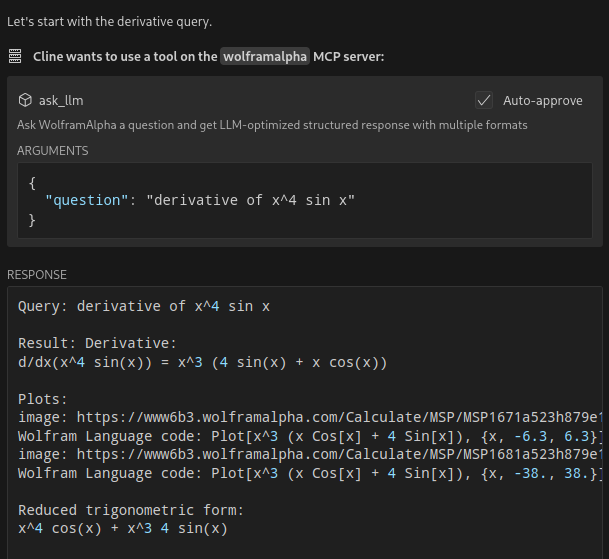 Let's start with the derivative query.
Cline wants to use a tool on the wolframalpha MCP server:
ask_llm
Auto-approve
Ask WolframAlpha a question and get LLM-optimized structured response with multiple formats
ARGUMENTS
{
"question": "derivative of x^4 sin x"
}
RESPONSE
Query: derivative of x^4 sin x
Result: Derivative:
d/dx(x^4 sin(x)) = x^3 (4 sin(x) + x cos(x))
Plots:
image: https://www6b3.wolframalpha.com/Calculate/MSP/MSP1671a523h879e1
Wolfram Language code: Plot[x^3 (x Cos[x] + 4 Sin[x]), {x, -6.3, 6.3}]
image: https://www6b3.wolframalpha.com/Calculate/MSP/MSP1681a523h879e1
Wolfram Language code: Plot[x^3 (x Cos[x] + 4 Sin[x]), {x, -38., 38.}]
Reduced trigonometric form:
x^4 cos(x) + x^3 4 sin(x)